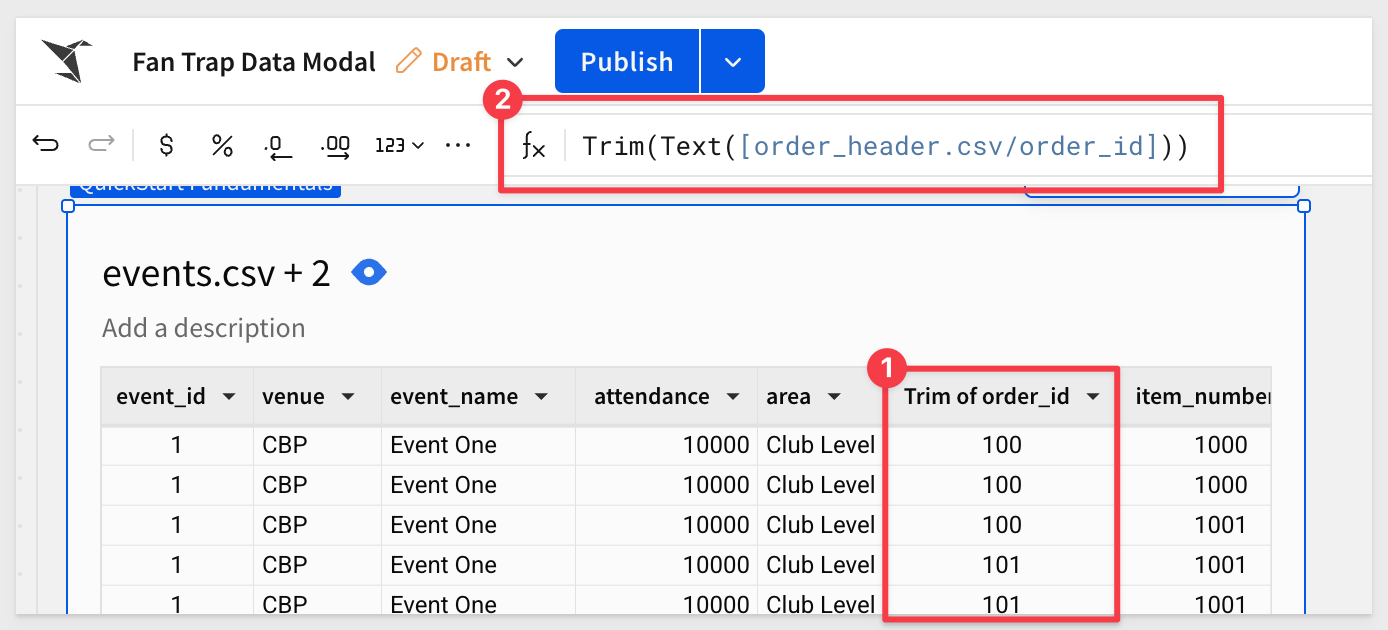 Fan Trap Data Modal Draft Publish
2
$ % .0 .00 123 ... fx Trim(Text([order_header.csv/order_id]))
QuickStart Fundamentals
events.csv + 2
Add a description
1
event_id venue event_name attendance area Trim of order_id item_number
1 CBP Event One 10000 Club Level 100 1000
1 CBP Event One 10000 Club Level 100 1000
1 CBP Event One 10000 Club Level 100 1001
1 CBP Event One 10000 Club Level 101 1001
1 CBP Event One 10000 Club Level 101 1001